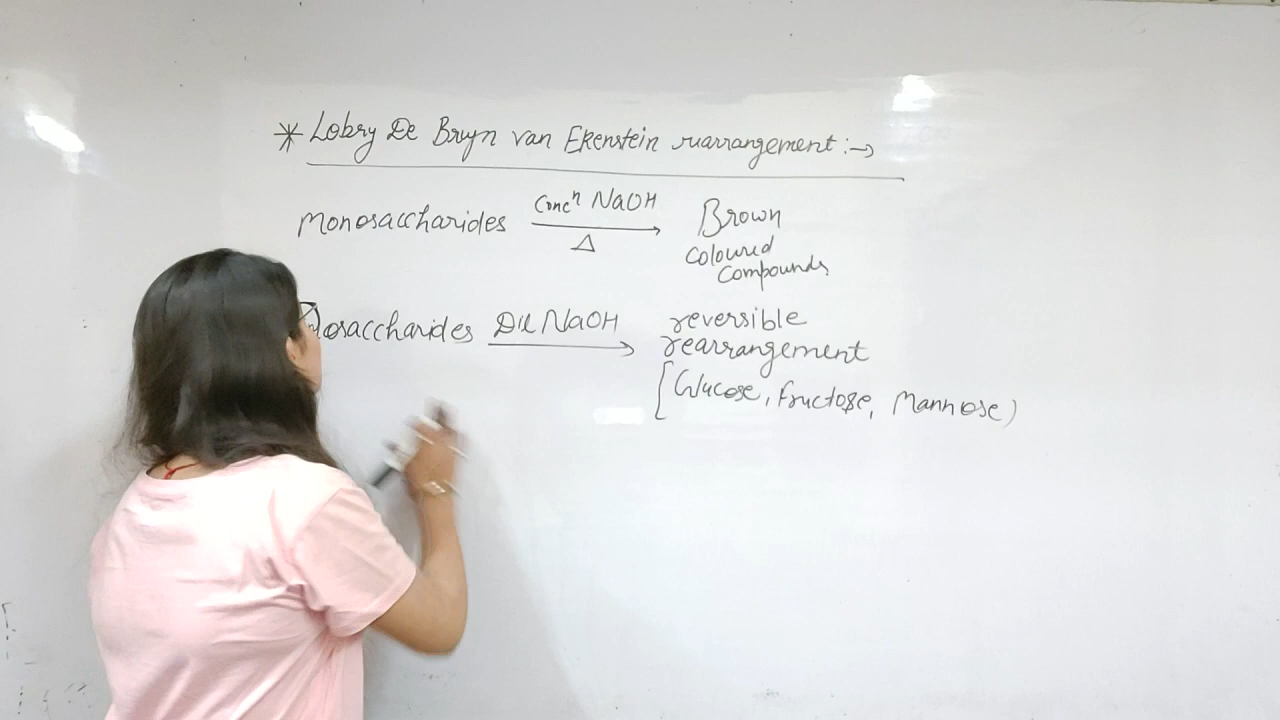 * Lobry De Bruyn van Ekenstein rearrangement :→
Monosaccharides Concⁿ NaOH → Brown
Δ coloured
compounds
osaccharides Dil NaOH → reversible
rearrangement
[Glucose, Fructose, Mannose)